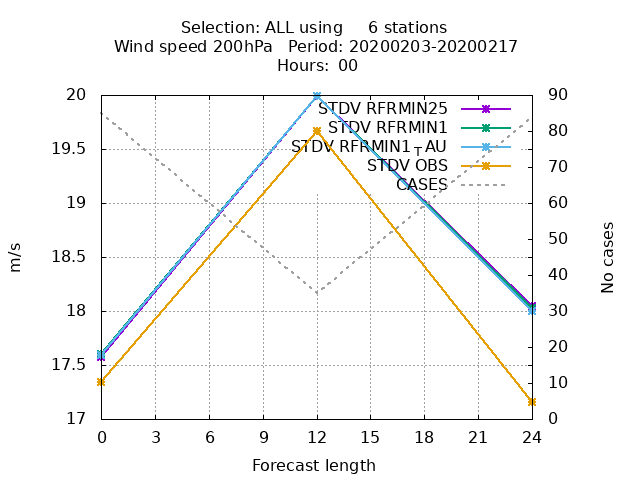 Selection: ALL using 6 stations
Wind speed 200hPa Period: 20200203-20200217
Hours: 00
20
19.5
19
18.5
18
17.5
17
m/s
STDV RFRMIN25
STDV RFRMIN1
STDV RFRMIN1TAU
STDV OBS
CASES
90
80
70
60
50
40
30
20
10
0
No cases
0 3 6 9 12 15 18 21 24
Forecast length